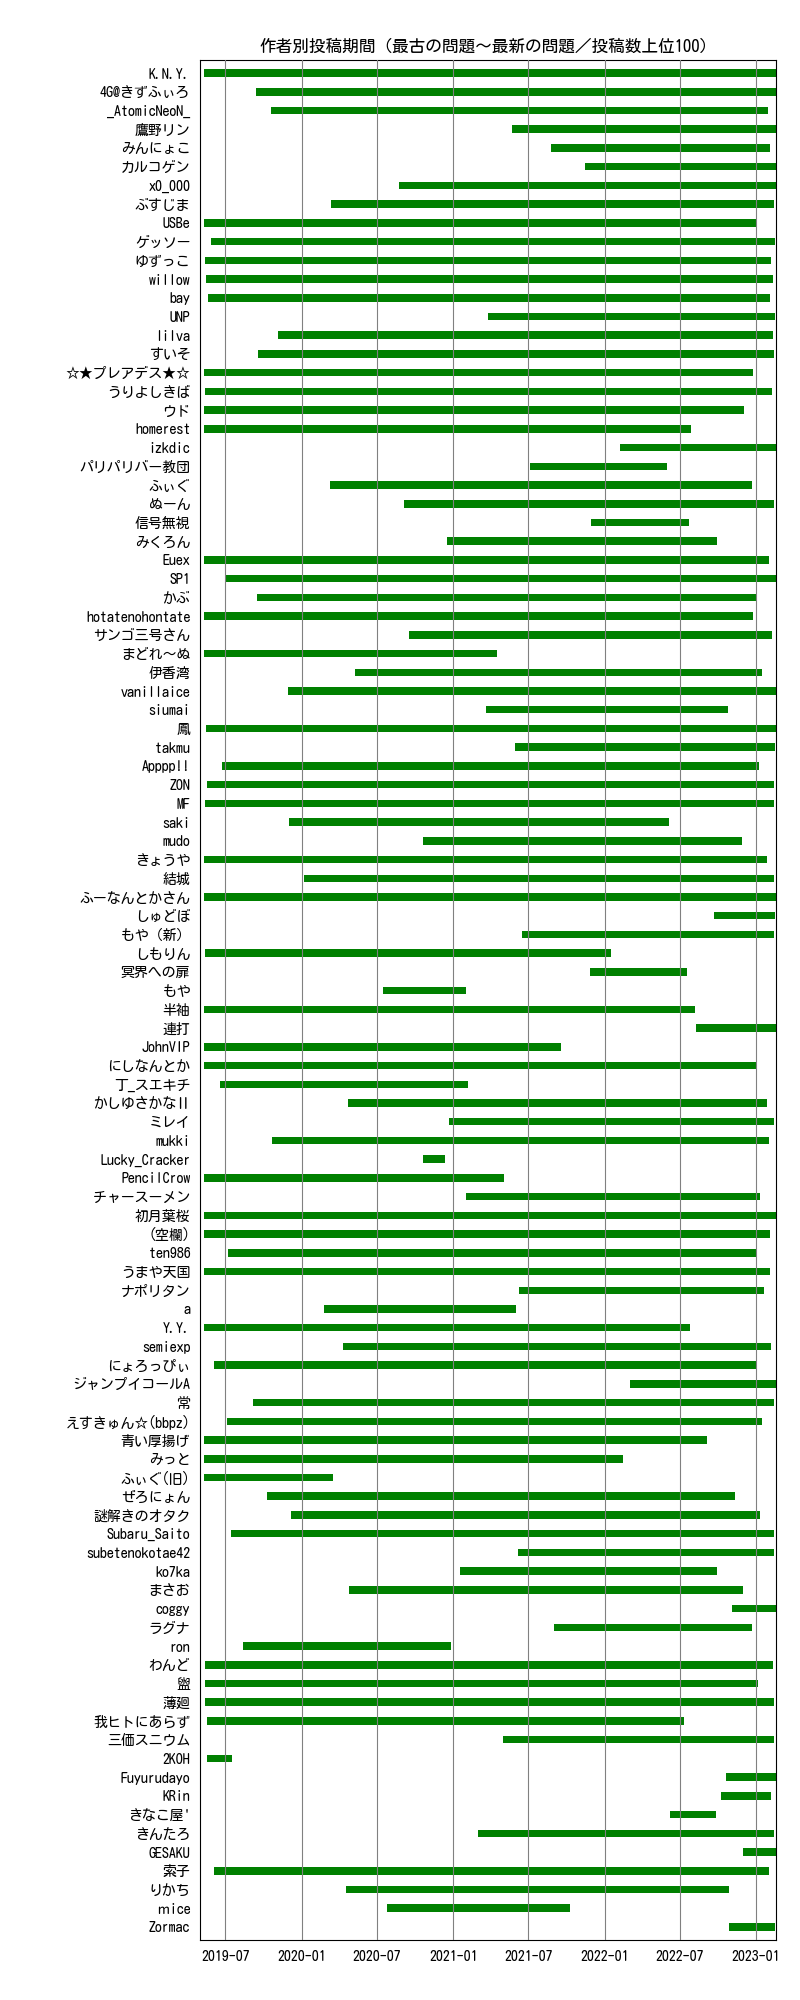 作者別投稿期間（最古の問題～最新の問題／投稿数上位100）
K.N.Y.
4G@きずふぃろ
_AtomicNeoN_
鷹野リン
みんにょこ
カルコゲン
x0_000
ぶすじま
USBe
ゲッソー
ゆずっこ
willow
bay
UNP
lilva
すいそ
☆★プレアデス★☆
うりよしきば
ウド
homerest
izkdic
パリパリバー教団
ふぃぐ
ぬーん
信号無視
みくろん
Euex
SP1
かぶ
hotatenohontate
サンゴ三号さん
まどれ～ぬ
伊香湾
vanillaice
siumai
鳳
takmu
Appppl!
ZON
MF
saki
mudo
きょうや
結城
ふーなんとかさん
しゅどぼ
もや（新）
しもりん
冥界への扉
もや
半袖
連打
JohnVIP
にしなんとか
丁_スエキチ
かしゆさかなⅡ
ミレイ
mukki
Lucky_Cracker
PencilCrow
チャースーメン
初月葉桜
(空欄)
ten986
うまや天国
ナポリタン
a
Y.Y.
semiexp
にょろっぴぃ
ジャンプイコールA
常
えすきゅん☆(bbpz)
青い厚揚げ
みっと
ふぃぐ(旧)
ぜろにょん
謎解きのオタク
Subaru_Saito
subetenokotae42
ko7ka
まさお
coggy
ラグナ
ron
わんど
盥
薄廻
我ヒトにあらず
三価スニウム
2KOH
Fuyurudayo
KRin
きなこ屋'
きんたろ
GESAKU
索子
りかち
mice
Zormac
2019-07 2020-01 2020-07 2021-01 2021-07 2022-01 2022-07 2023-01